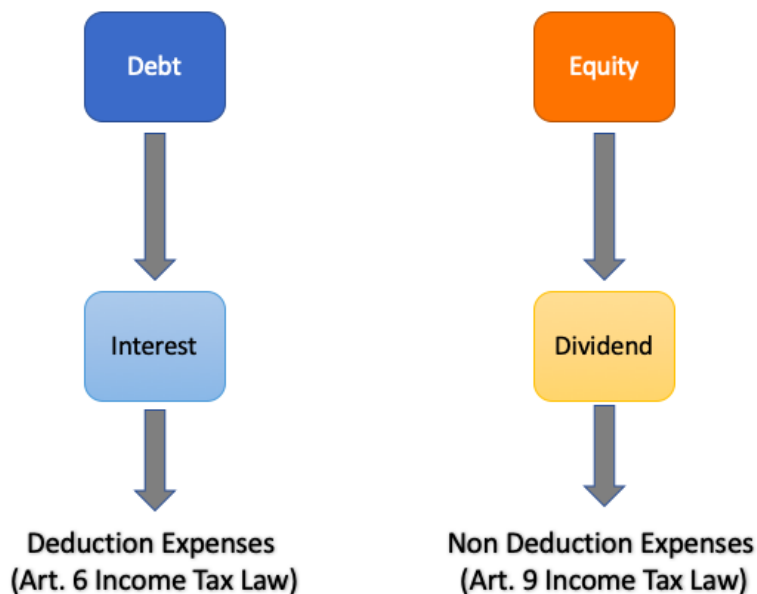 Debt
Equity
Interest
Dividend
Deduction Expenses
(Art. 6 Income Tax Law)
Non Deduction Expenses
(Art. 9 Income Tax Law)